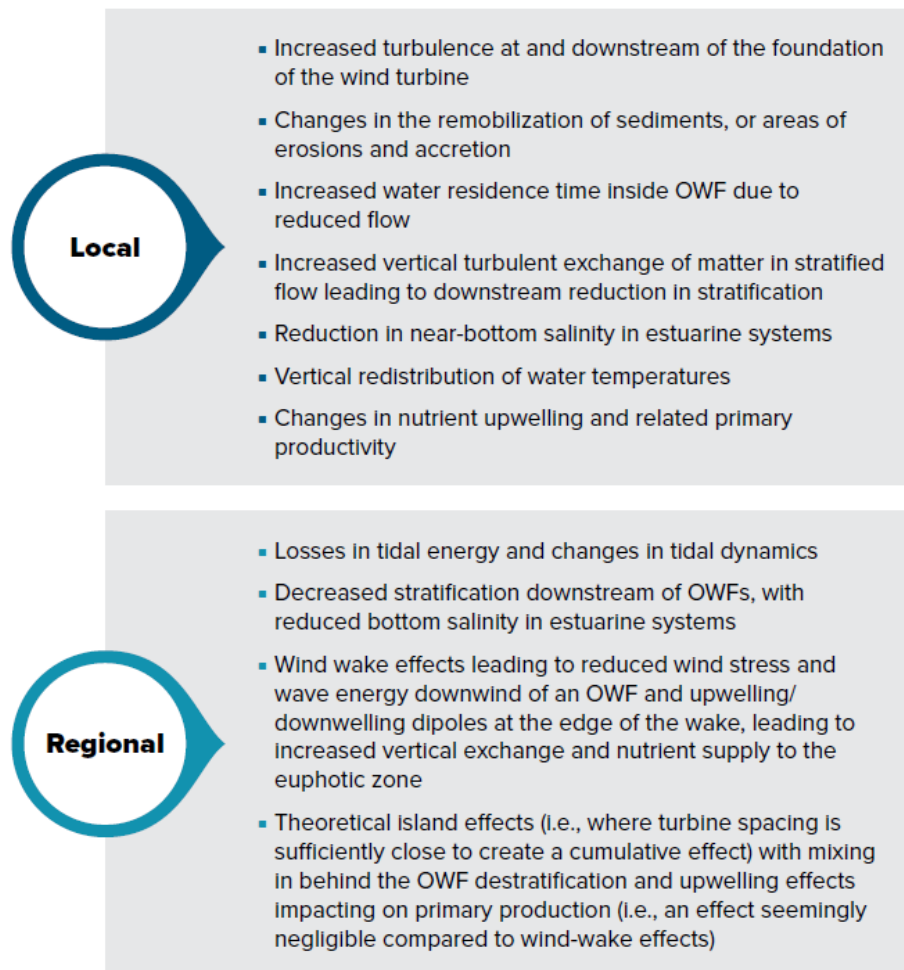 Local
▪ Increased turbulence at and downstream of the foundation
of the wind turbine
▪ Changes in the remobilization of sediments, or areas of
erosions and accretion
▪ Increased water residence time inside OWF due to
reduced flow
▪ Increased vertical turbulent exchange of matter in stratified
flow leading to downstream reduction in stratification
▪ Reduction in near-bottom salinity in estuarine systems
▪ Vertical redistribution of water temperatures
▪ Changes in nutrient upwelling and related primary
productivity
Regional
▪ Losses in tidal energy and changes in tidal dynamics
▪ Decreased stratification downstream of OWFs, with
reduced bottom salinity in estuarine systems
▪ Wind wake effects leading to reduced wind stress and
wave energy downwind of an OWF and upwelling/
downwelling dipoles at the edge of the wake, leading to
increased vertical exchange and nutrient supply to the
euphotic zone
▪ Theoretical island effects (i.e., where turbine spacing is
sufficiently close to create a cumulative effect) with mixing
in behind the OWF destratification and upwelling effects
impacting on primary production (i.e., an effect seemingly
negligible compared to wind-wake effects)